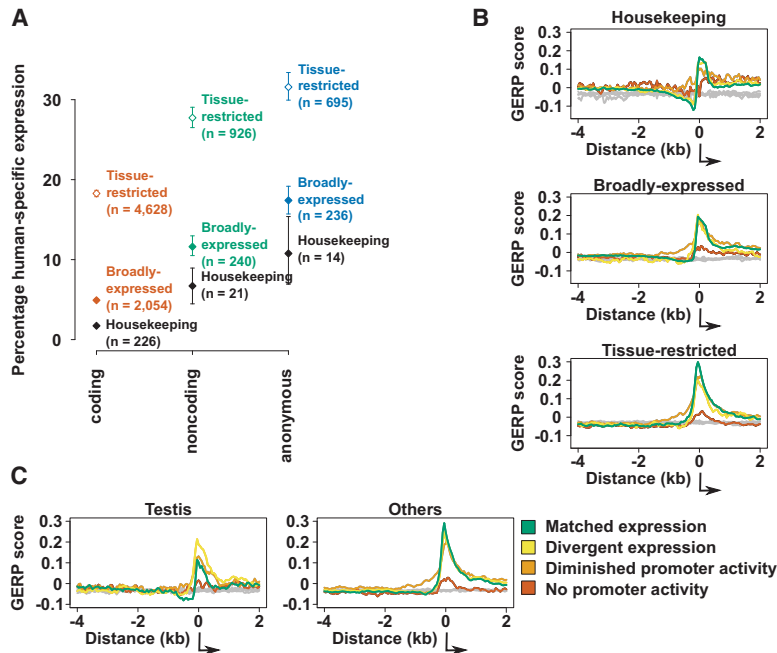 A
Percentage human-specific expression
30
20
10
0
Tissue-
restricted
(n = 4,628)
Broadly-
expressed
(n = 2,054)
Housekeeping
(n = 226)
Tissue-
restricted
(n = 926)
Broadly-
expressed
(n = 240)
Housekeeping
(n = 21)
Tissue-
restricted
(n = 695)
Broadly-
expressed
(n = 236)
Housekeeping
(n = 14)
coding
noncoding
anonymous
B
Housekeeping
GERP score
0.3
0.2
0.1
0
-0.1
-4 -2 0 2
Distance (kb)
Broadly-expressed
GERP score
0.3
0.2
0.1
0
-0.1
-4 -2 0 2
Distance (kb)
Tissue-restricted
GERP score
0.3
0.2
0.1
0
-0.1
-4 -2 0 2
Distance (kb)
C
Testis
GERP score
0.3
0.2
0.1
0
-0.1
-4 -2 0 2
Distance (kb)
Others
0.3
0.2
0.1
0
-0.1
-4 -2 0 2
Distance (kb)
Matched expression
Divergent expression
Diminished promoter activity
No promoter activity